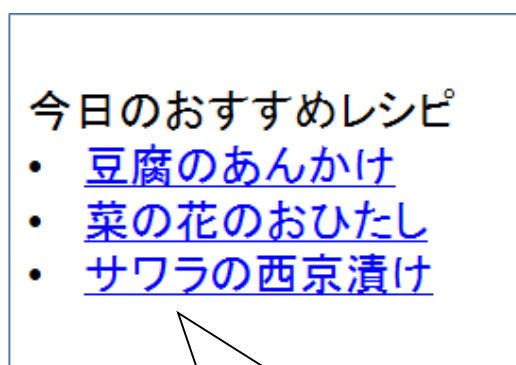 今日のおすすめレシピ
• 豆腐のあんかけ
• 菜の花のおひたし
• サワラの西京漬け